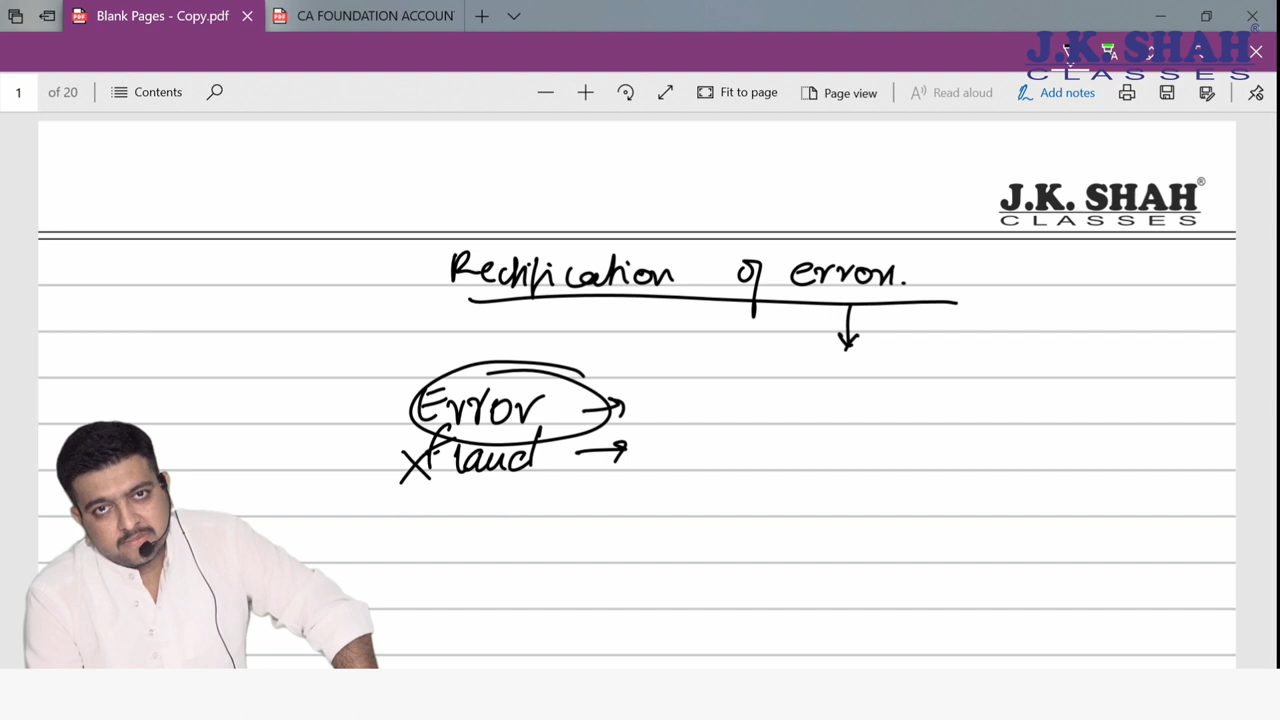 Blank Pages - Copy.pdf
CA FOUNDATION ACCOUN
J.K. SHAH®
CLASSES
1 of 20
Contents
Fit to page
Page view
Read aloud
Add notes
J.K. SHAH®
CLASSES
Rectification of error.
Error →
X Fraud →